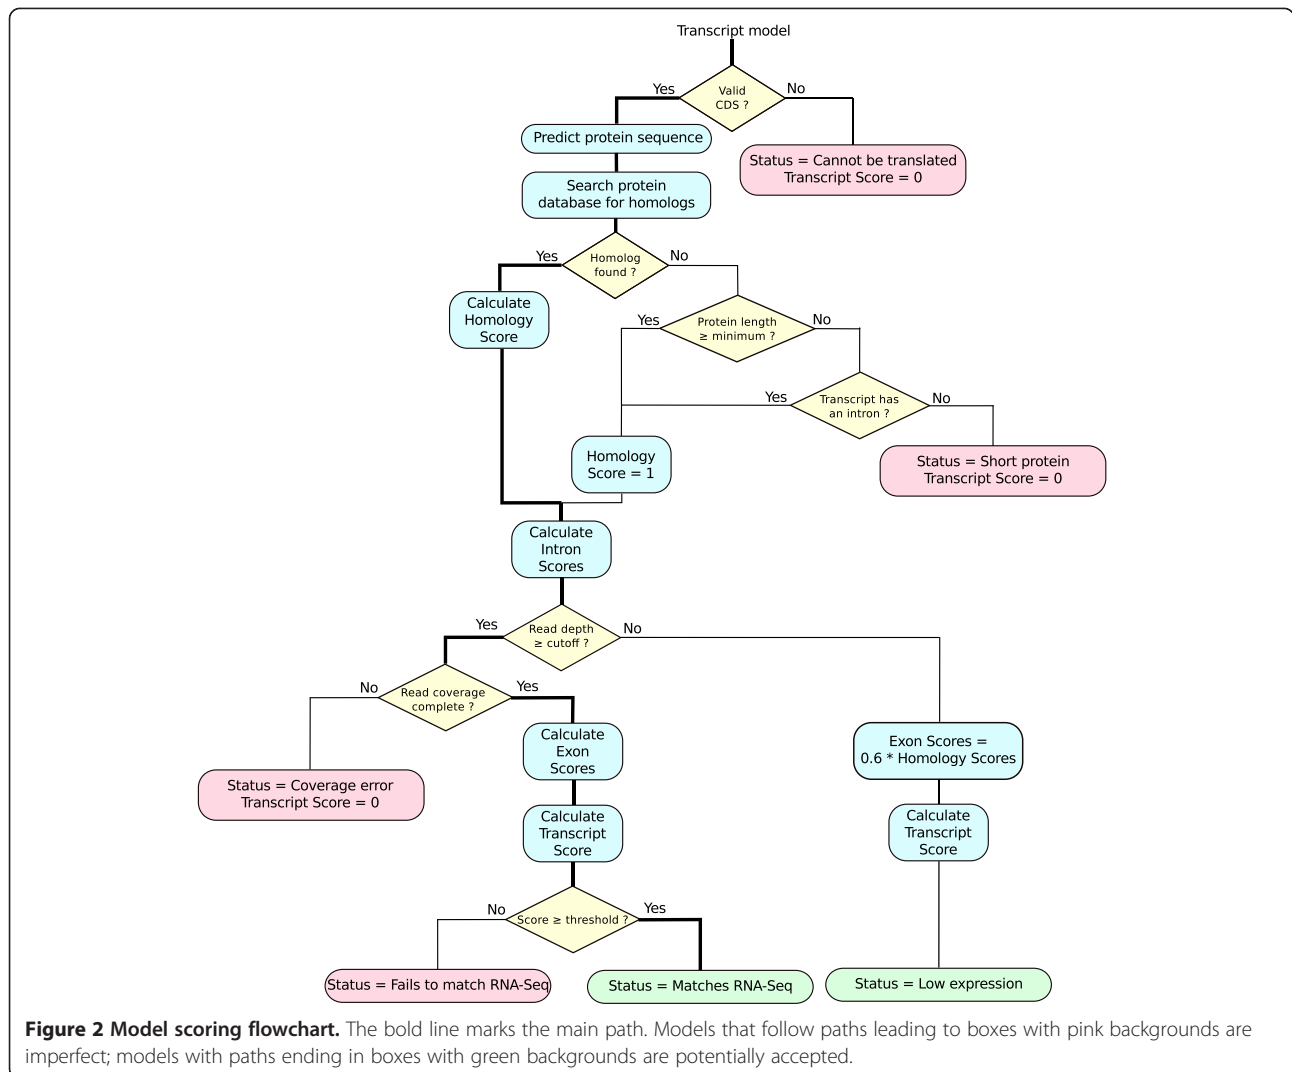 Transcript model
Valid
CDS ?
Yes
No
Predict protein sequence
Status = Cannot be translated
Transcript Score = 0
Search protein
database for homologs
Homolog
found ?
Yes
No
Calculate
Homology
Score
Protein length
≥ minimum ?
Yes
No
Transcript has
an intron ?
Yes
No
Homology
Score = 1
Status = Short protein
Transcript Score = 0
Calculate
Intron
Scores
Read depth
≥ cutoff ?
Yes
No
Read coverage
complete ?
No
Yes
Calculate
Exon
Scores
Exon Scores =
0.6 * Homology Scores
Status = Coverage error
Transcript Score = 0
Calculate
Transcript
Score
Calculate
Transcript
Score
Score ≥ threshold ?
No
Yes
Status = Fails to match RNA-Seq
Status = Matches RNA-Seq
Status = Low expression
Figure 2 Model scoring flowchart. The bold line marks the main path. Models that follow paths leading to boxes with pink backgrounds are
imperfect; models with paths ending in boxes with green backgrounds are potentially accepted.